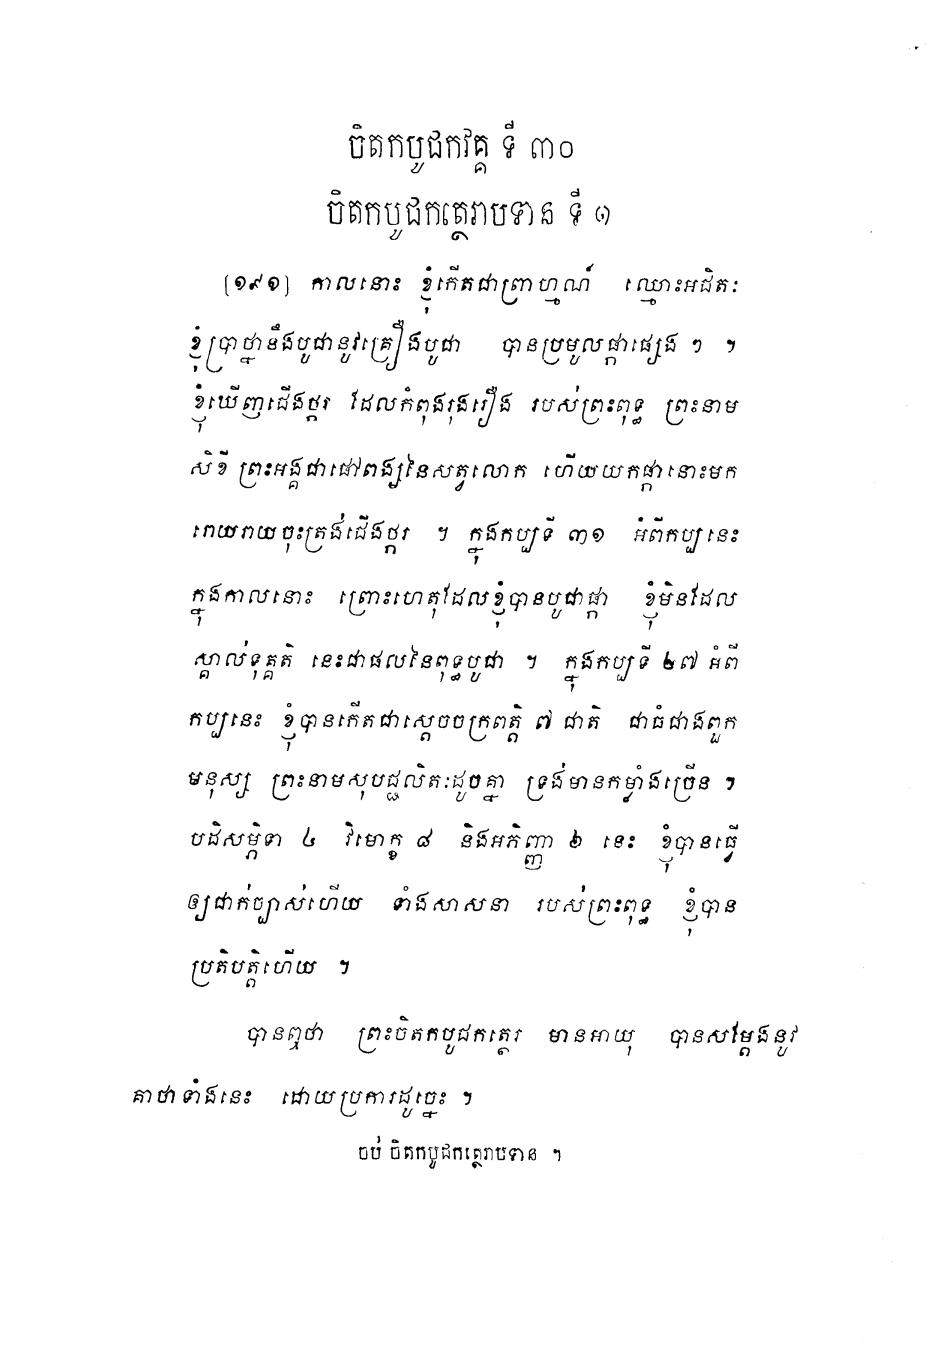 ចិតកបូជកវគ្គ ទី ៣០
ចិតកបូជកត្ថេរាបទាន ទី ១
(១៩១) កាលនោះ ខ្ញុំកើតជាព្រាហ្មណ៍ ឈ្មោះអជិតៈ
ខ្ញុំប្រាថ្នានឹងបូជានូវគ្រឿងបូជា បានប្រមូលផ្កាផ្សេង ៗ ។
ខ្ញុំឃើញជើងថ្ករ ដែលកំពុងរុងរឿង របស់ព្រះពុទ្ធ ព្រះនាម
សិខី ព្រះអង្គជាផៅពង្សនៃសត្វលោក ហើយយកផ្កានោះមក
រោយរាយចុះត្រង់ជើងថ្ករ ។ ក្នុងកប្បទី ៣១ អំពីកប្បនេះ
ក្នុងកាលនោះ ព្រោះហេតុដែលខ្ញុំបានបូជាផ្កា ខ្ញុំមិនដែល
ស្គាល់ទុគ្គតិ នេះជាផលនៃពុទ្ធបូជា ។ ក្នុងកប្បទី ២៧ អំពី
កប្បនេះ ខ្ញុំបានកើតជាស្តេចចក្រពត្តិ ៧ ជាតិ ជាធំជាងពួក
មនុស្ស ព្រះនាមសុបជ្ជលិតៈដូចគ្នា ទ្រង់មានកម្លាំងច្រើន ។
បដិសម្ភិទា ៤ វិមោក្ខ ៨ និងអភិញ្ញា ៦ នេះ ខ្ញុំបានធ្វើ
ឲ្យជាក់ច្បាស់ហើយ ទាំងសាសនា របស់ព្រះពុទ្ធ ខ្ញុំបាន
ប្រតិបត្តិហើយ ។
បានឮថា ព្រះចិតកបូជកត្ថេរ មានអាយុ បានសម្តែងនូវ
គាថាទាំងនេះ ដោយប្រការដូច្នេះ ។
ចប់ ចិតកបូជកត្ថេរាបទាន ។